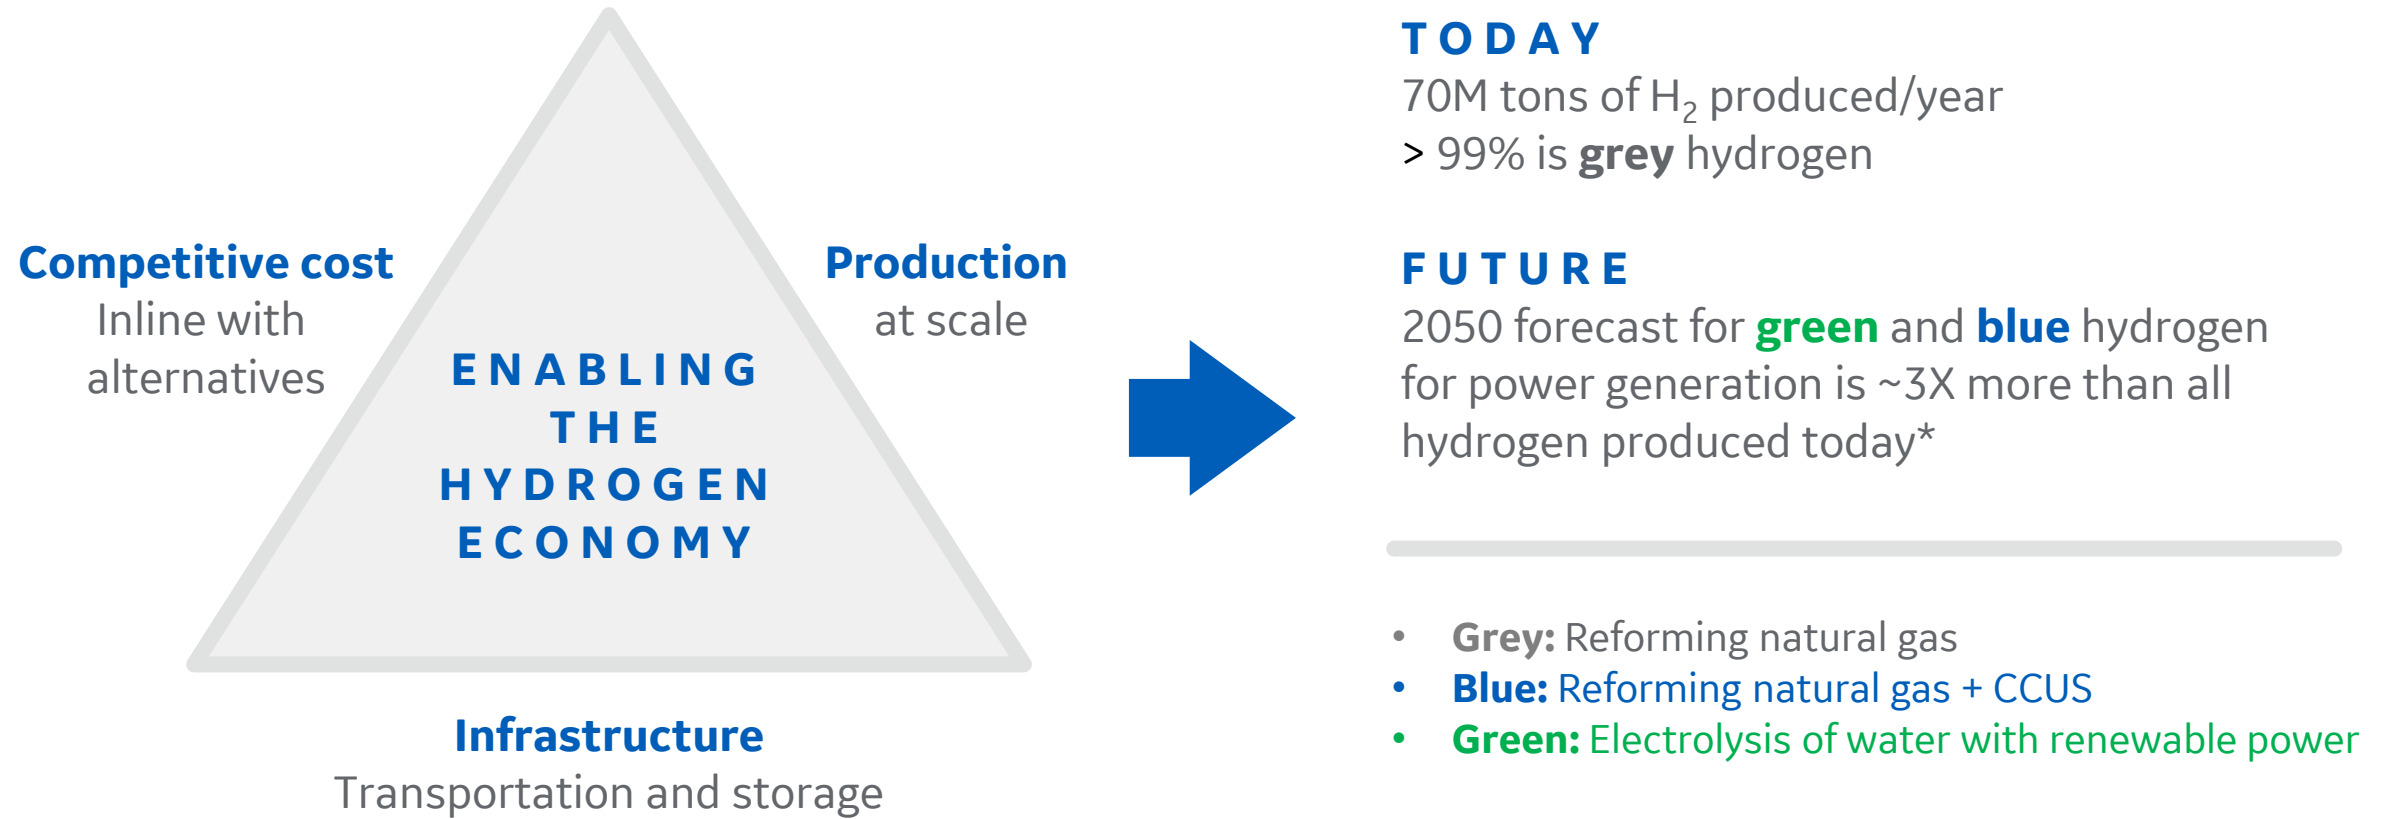 Competitive cost
Inline with
alternatives
Production
at scale
ENABLING
THE
HYDROGEN
ECONOMY
Infrastructure
Transportation and storage
TODAY
70M tons of H₂ produced/year
> 99% is grey hydrogen
FUTURE
2050 forecast for green and blue hydrogen
for power generation is ~3X more than all
hydrogen produced today*
• Grey: Reforming natural gas
• Blue: Reforming natural gas + CCUS
• Green: Electrolysis of water with renewable power